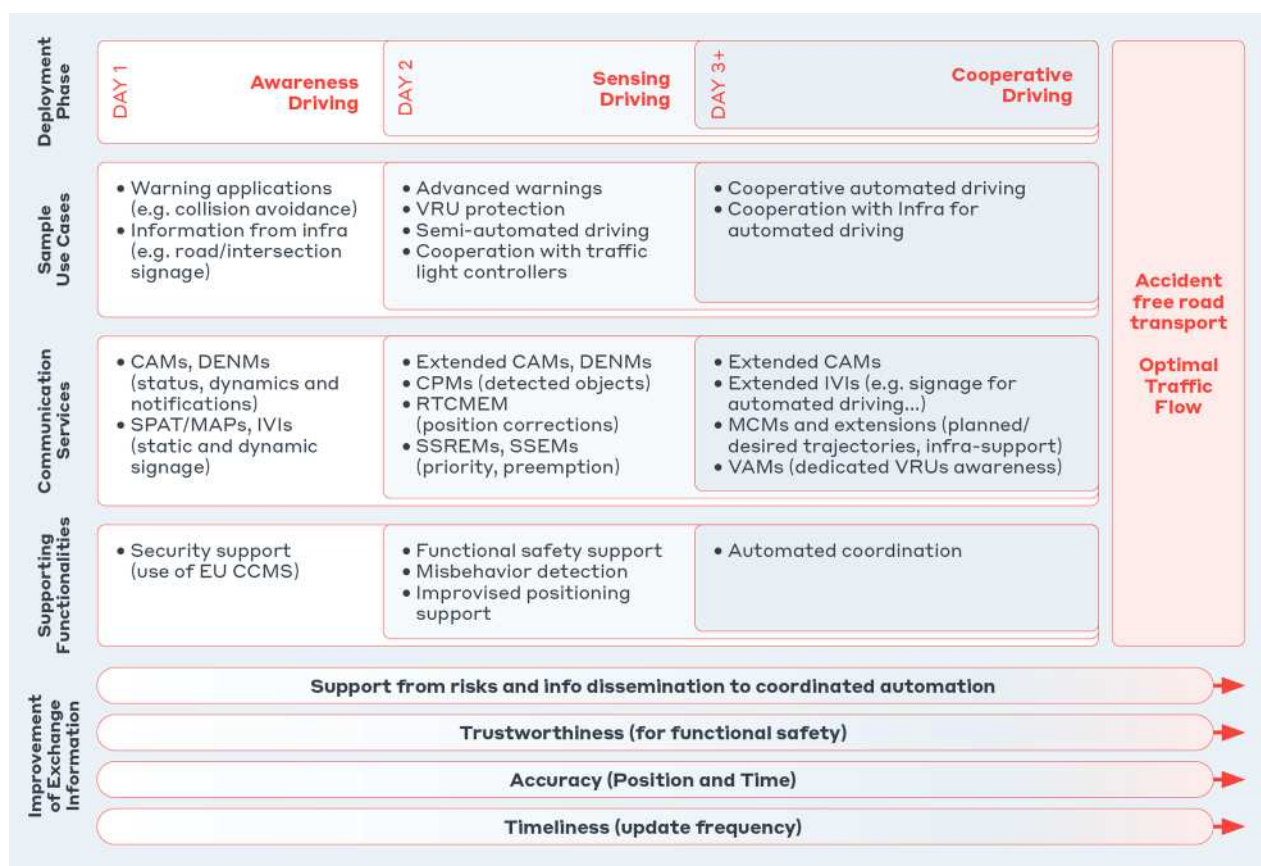 Deployment
Phase
DAY 1
Awareness
Driving
DAY 2
Sensing
Driving
DAY 3+
Cooperative
Driving
Sample
Use Cases
• Warning applications
(e.g. collision avoidance)
• Information from infra
(e.g. road/intersection
signage)
• Advanced warnings
• VRU protection
• Semi-automated driving
• Cooperation with traffic
light controllers
• Cooperative automated driving
• Cooperation with Infra for
automated driving
Communication
Services
• CAMs, DENMs
(status, dynamics and
notifications)
• SPAT/MAPs, IVIs
(static and dynamic
signage)
• Extended CAMs, DENMs
• CPMs (detected objects)
• RTCMEM
(position corrections)
• SSREMs, SSEMs
(priority, preemption)
• Extended CAMs
• Extended IVIs (e.g. signage for
automated driving...)
• MCMs and extensions (planned/
desired trajectories, infra-support)
• VAMs (dedicated VRUs awareness)
Supporting
Functionalities
• Security support
(use of EU CCMS)
• Functional safety support
• Misbehavior detection
• Improvised positioning
support
• Automated coordination
Accident
free road
transport
Optimal
Traffic
Flow
Improvement
of Exchange
Information
Support from risks and info dissemination to coordinated automation
Trustworthiness (for functional safety)
Accuracy (Position and Time)
Timeliness (update frequency)